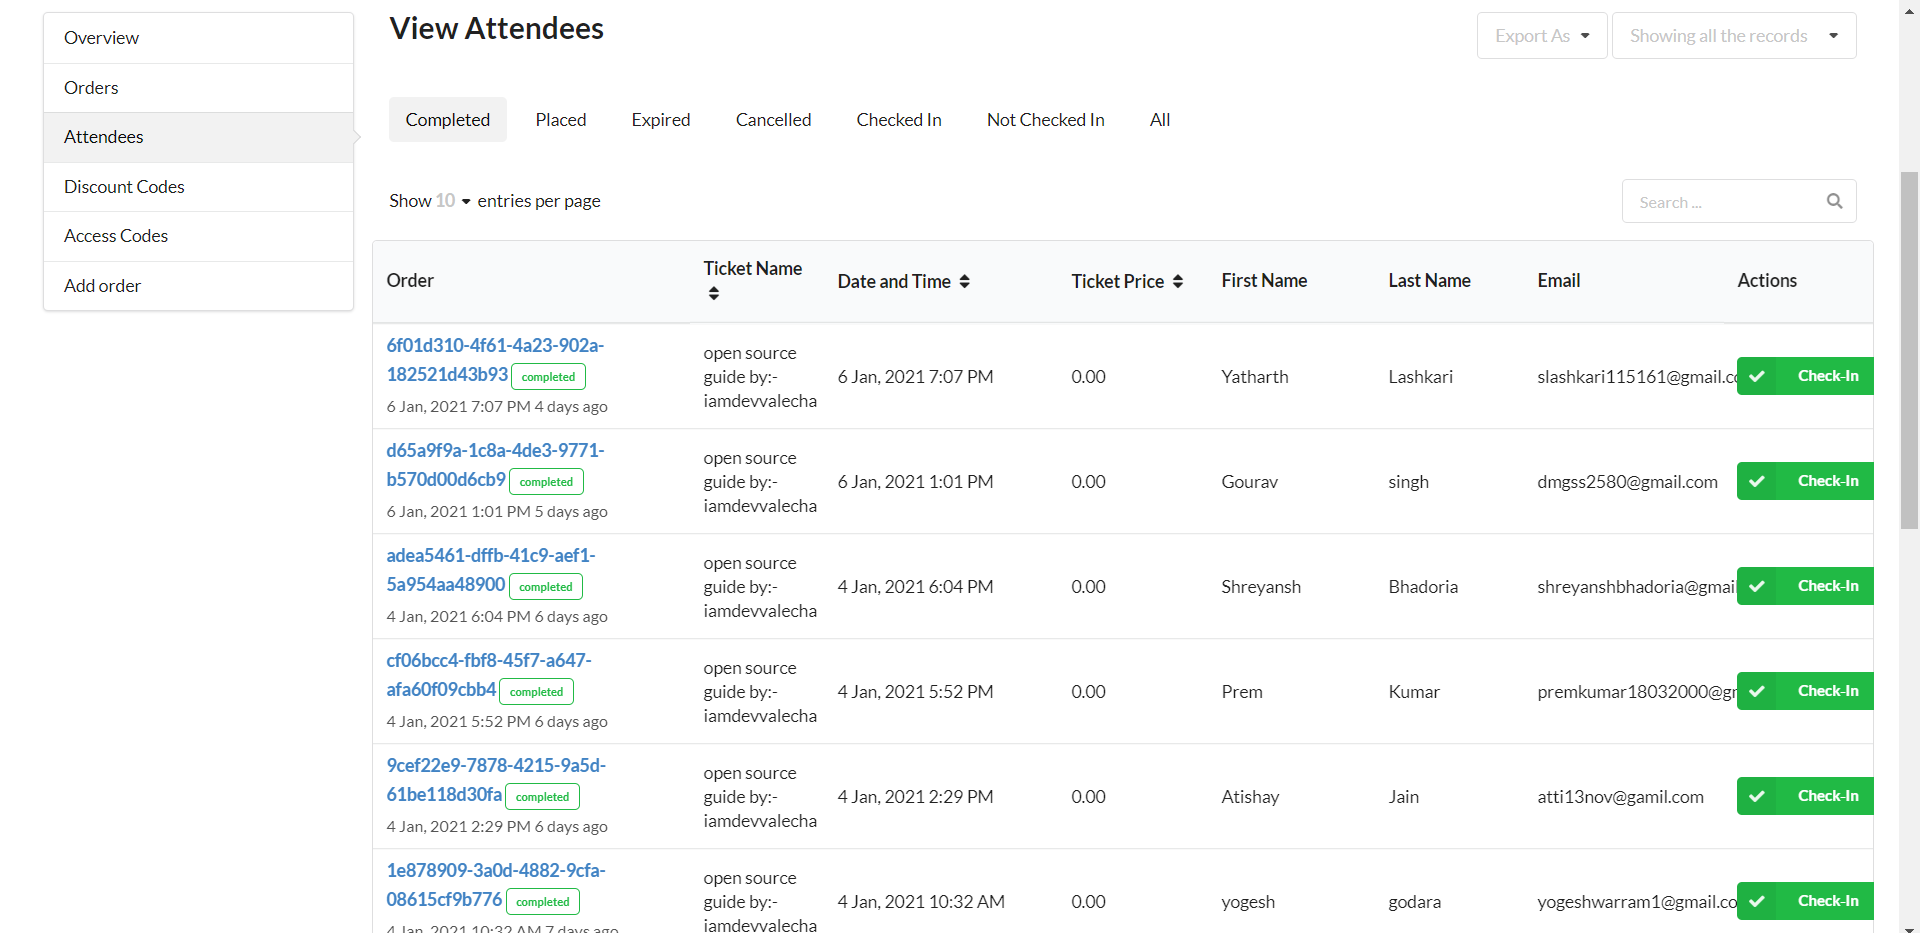 Overview
Orders
Attendees
Discount Codes
Access Codes
Add order
View Attendees
Export As
Showing all the records
Completed Placed Expired Cancelled Checked In Not Checked In All
Show 10 entries per page
Search ...
Order Ticket Name Date and Time Ticket Price First Name Last Name Email Actions
6f01d310-4f61-4a23-902a-
182521d43b93 completed
6 Jan, 2021 7:07 PM 4 days ago
open source
guide by:-
iamdevvalecha
6 Jan, 2021 7:07 PM 0.00 Yatharth Lashkari slashkari115161@gmail.co Check-In
d65a9f9a-1c8a-4de3-9771-
b570d00d6cb9 completed
6 Jan, 2021 1:01 PM 5 days ago
open source
guide by:-
iamdevvalecha
6 Jan, 2021 1:01 PM 0.00 Gourav singh dmgss2580@gmail.com Check-In
adea5461-dffb-41c9-aef1-
5a954aa48900 completed
4 Jan, 2021 6:04 PM 6 days ago
open source
guide by:-
iamdevvalecha
4 Jan, 2021 6:04 PM 0.00 Shreyansh Bhadoria shreyanshbhadoria@gmail Check-In
cf06bcc4-fbf8-45f7-a647-
afa60f09cbb4 completed
4 Jan, 2021 5:52 PM 6 days ago
open source
guide by:-
iamdevvalecha
4 Jan, 2021 5:52 PM 0.00 Prem Kumar premkumar18032000@gr Check-In
9cef22e9-7878-4215-9a5d-
61be118d30fa completed
4 Jan, 2021 2:29 PM 6 days ago
open source
guide by:-
iamdevvalecha
4 Jan, 2021 2:29 PM 0.00 Atishay Jain atti13nov@gamil.com Check-In
1e878909-3a0d-4882-9cfa-
08615cf9b776 completed
4 Jan, 2021 10:32 AM 7 days ago
open source
guide by:-
iamdevvalecha
4 Jan, 2021 10:32 AM 0.00 yogesh godara yogeshwarram1@gmail.co Check-In